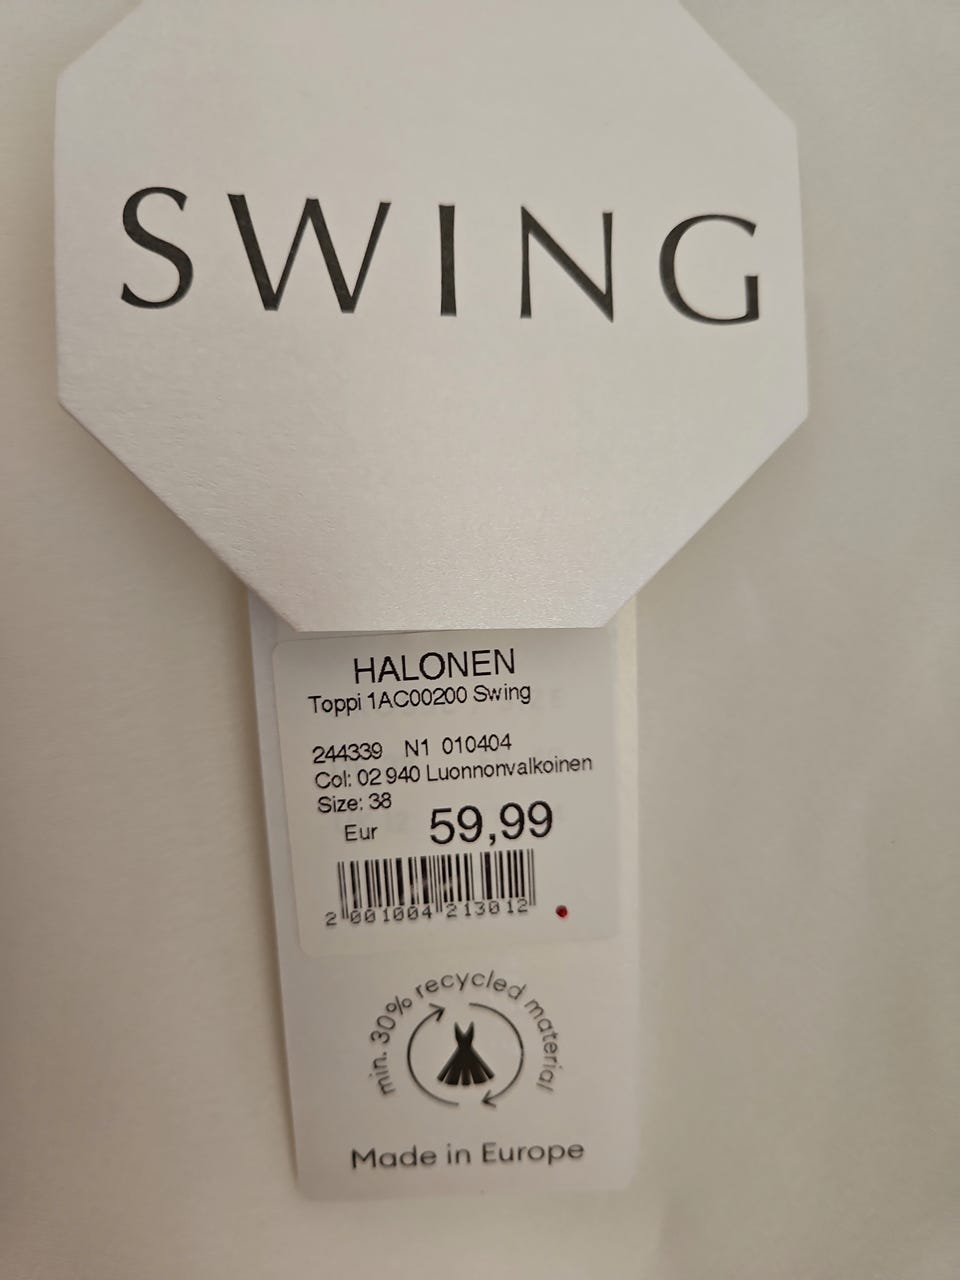 SWING
HALONEN
Toppi 1AC00200 Swing
244339 N1 010404
Col: 02 940 Luonnonvalkoinen
Size: 38
Eur 59,99
2 001004 213012
min. 30% recycled material
Made in Europe